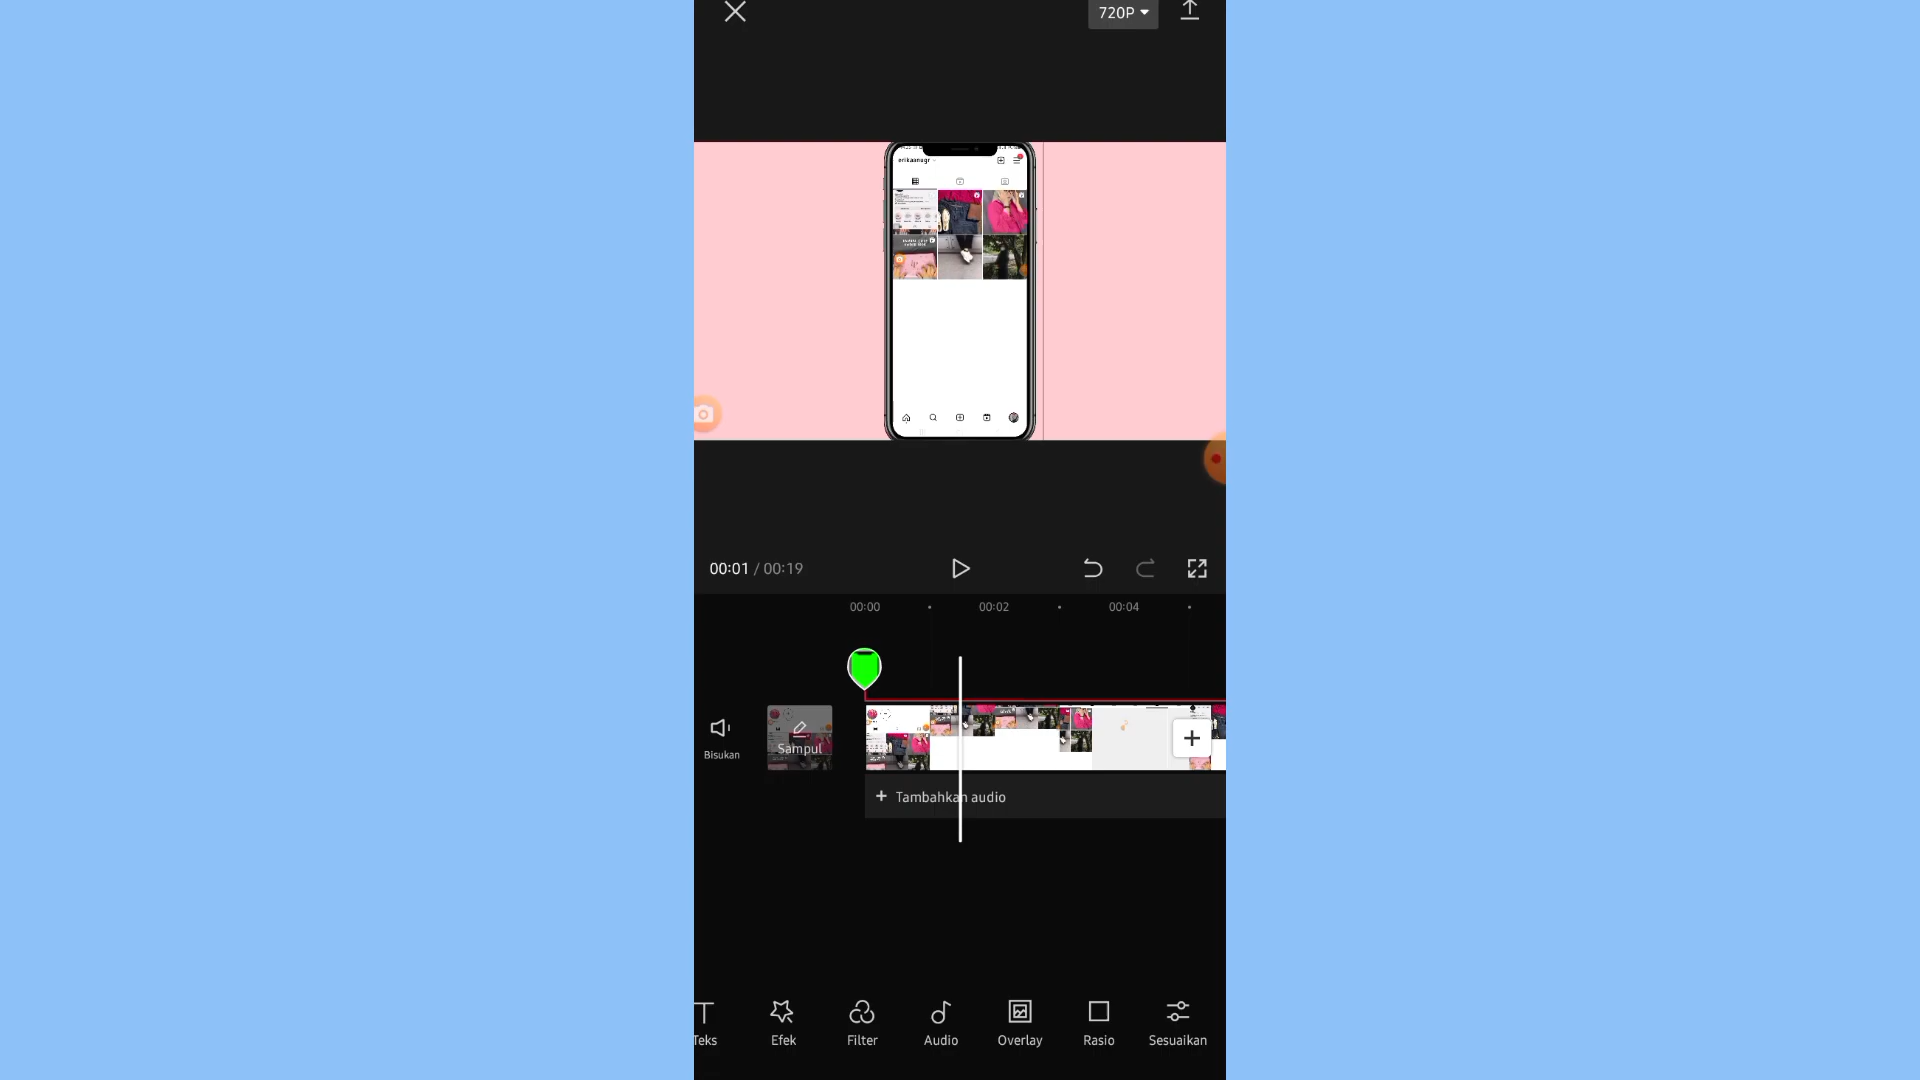 720P
erikaanugr
00:01 / 00:19
00:00
00:02
00:04
Bisukan
Sampul
+ Tambahkan audio
Teks
Efek
Filter
Audio
Overlay
Rasio
Sesuaikan